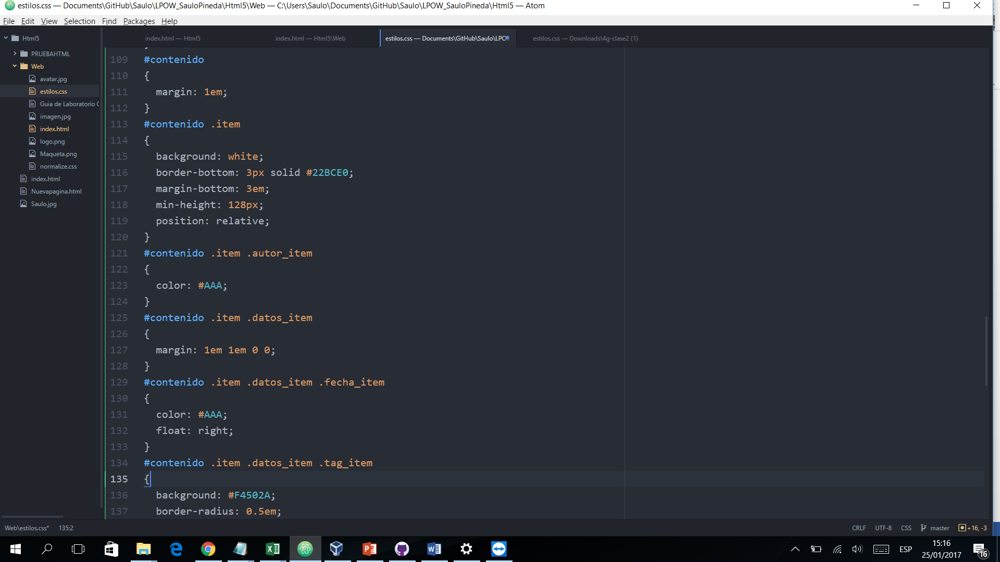 estilos.css — Documents\GitHub\Saulo\LPOW_SauloPineda\Html5\Web — C:\Users\Saulo\Documents\GitHub\Saulo\LPOW_SauloPineda\Html5 — Atom
File Edit View Selection Find Packages Help
Html5
PRUEBAHTML
Web
avatar.jpg
estilos.css
Guia de Laboratorio
imagen.jpg
index.html
logo.png
Maqueta.png
normalize.css
index.html
Nuevapagina.html
Saulo.jpg
index.html — Html5
index.html — Html5\Web
estilos.css — Documents\GitHub\Saulo\LPO
estilos.css — Downloads\4g-clase2 (1)
109 #contenido
110 {
111 margin: 1em;
112 }
113 #contenido .item
114 {
115 background: white;
116 border-bottom: 3px solid #22BCE0;
117 margin-bottom: 3em;
118 min-height: 128px;
119 position: relative;
120 }
121 #contenido .item .autor_item
122 {
123 color: #AAA;
124 }
125 #contenido .item .datos_item
126 {
127 margin: 1em 1em 0 0;
128 }
129 #contenido .item .datos_item .fecha_item
130 {
131 color: #AAA;
132 float: right;
133 }
134 #contenido .item .datos_item .tag_item
135 {
136 background: #F4502A;
137 border-radius: 0.5em;
Web\estilos.css* 135:2
CRLF UTF-8 CSS master +16, -3
ESP
15:16
25/01/2017
16